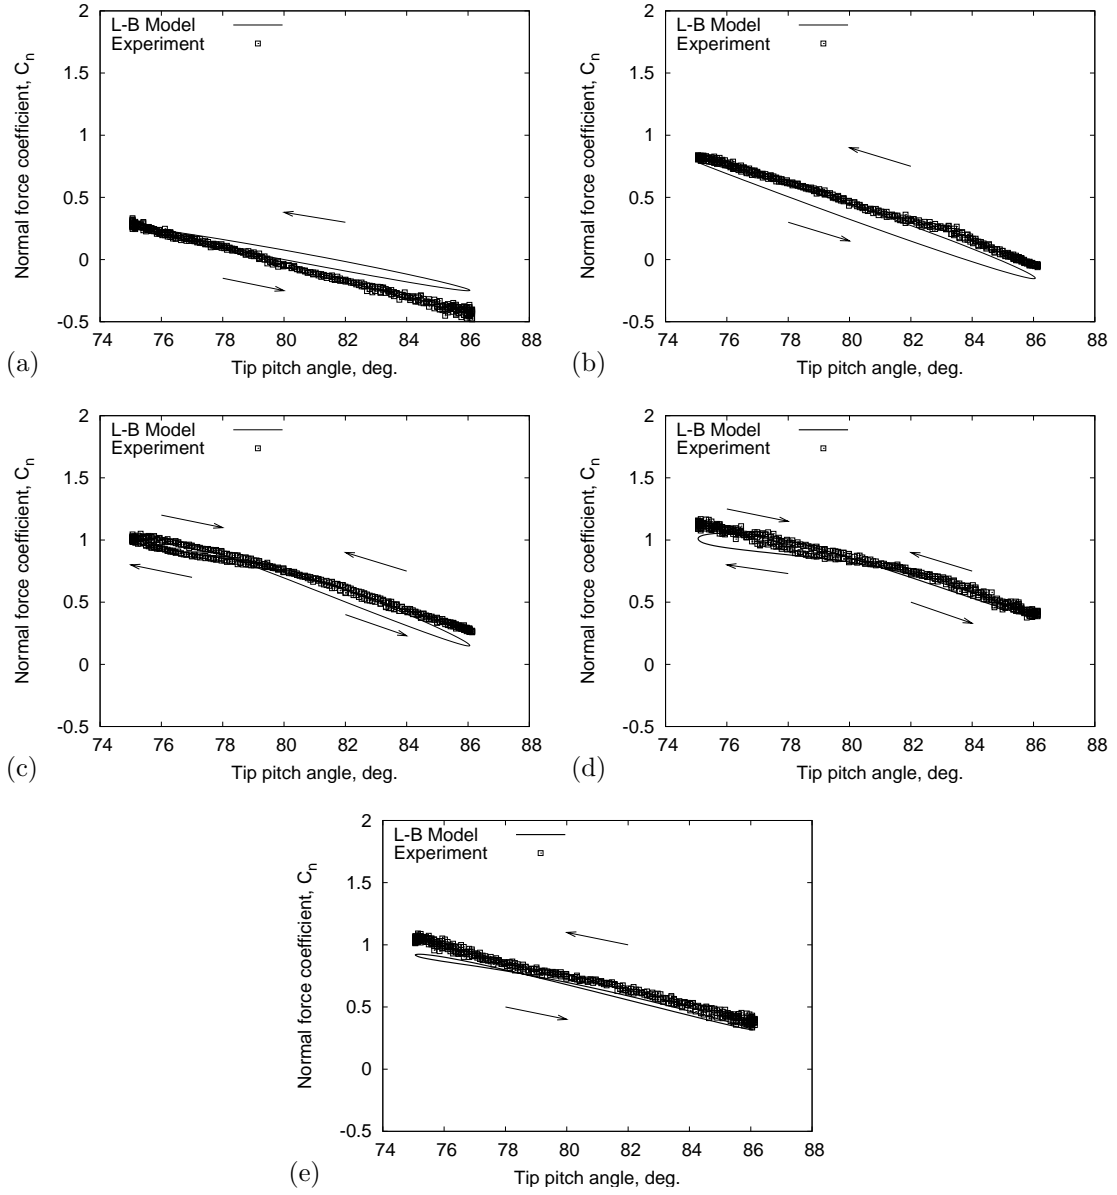 L-B Model
Experiment
Normal force coefficient, Cn
2
1.5
1
0.5
0
-0.5
74 76 78 80 82 84 86 88
Tip pitch angle, deg.
(a)
L-B Model
Experiment
Normal force coefficient, Cn
2
1.5
1
0.5
0
-0.5
74 76 78 80 82 84 86 88
Tip pitch angle, deg.
(b)
L-B Model
Experiment
Normal force coefficient, Cn
2
1.5
1
0.5
0
-0.5
74 76 78 80 82 84 86 88
Tip pitch angle, deg.
(c)
L-B Model
Experiment
Normal force coefficient, Cn
2
1.5
1
0.5
0
-0.5
74 76 78 80 82 84 86 88
Tip pitch angle, deg.
(d)
L-B Model
Experiment
Normal force coefficient, Cn
2
1.5
1
0.5
0
-0.5
74 76 78 80 82 84 86 88
Tip pitch angle, deg.
(e)